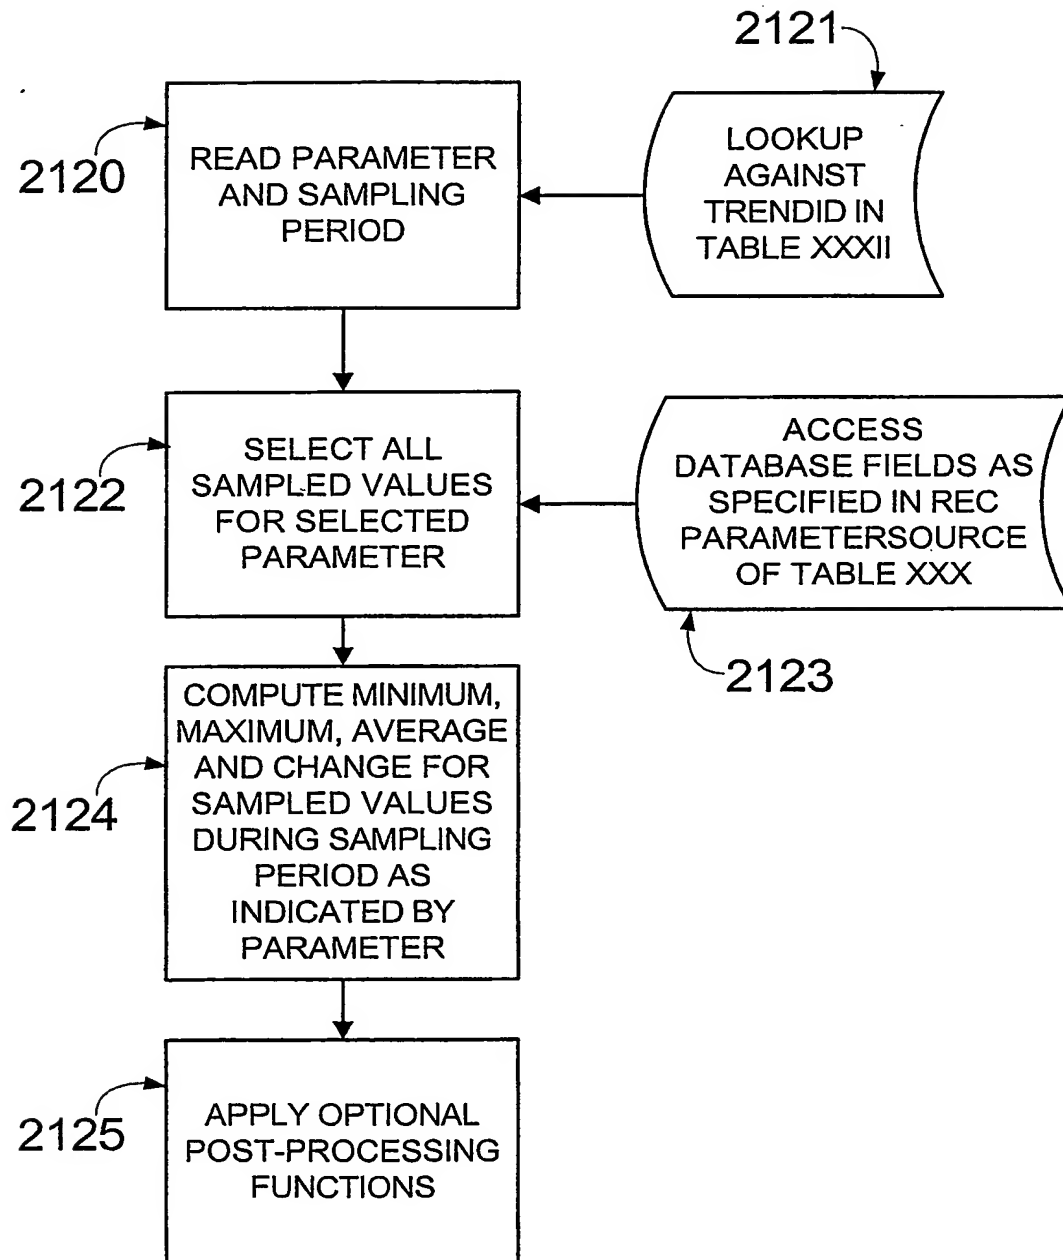 2121
2120
READ PARAMETER
AND SAMPLING
PERIOD
LOOKUP
AGAINST
TRENDID IN
TABLE XXXII
2122
SELECT ALL
SAMPLED VALUES
FOR SELECTED
PARAMETER
ACCESS
DATABASE FIELDS AS
SPECIFIED IN REC
PARAMETERSOURCE
OF TABLE XXX
2123
2124
COMPUTE MINIMUM,
MAXIMUM, AVERAGE
AND CHANGE FOR
SAMPLED VALUES
DURING SAMPLING
PERIOD AS
INDICATED BY
PARAMETER
2125
APPLY OPTIONAL
POST-PROCESSING
FUNCTIONS